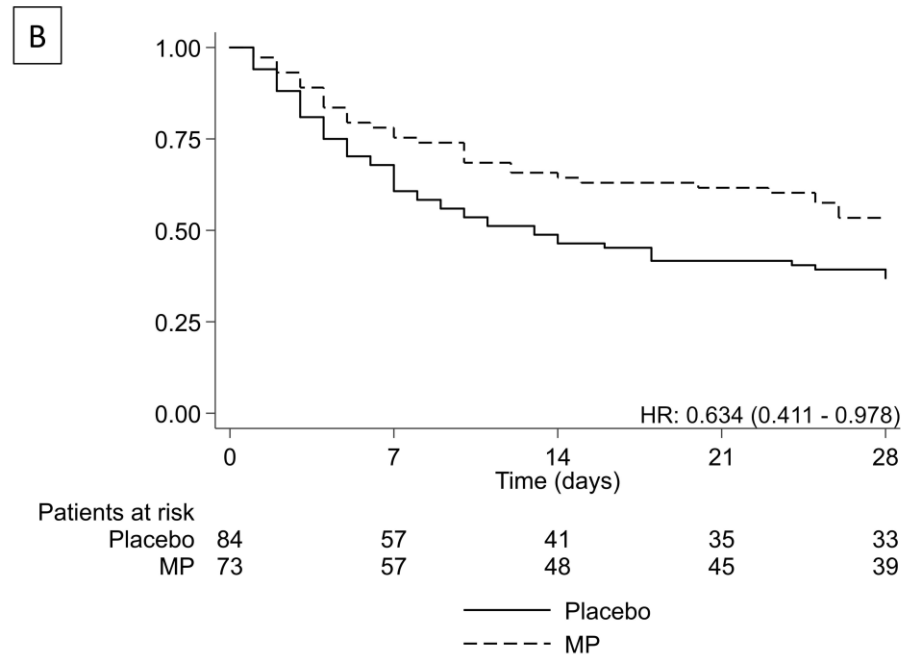 B
1.00
0.75
0.50
0.25
0.00
HR: 0.634 (0.411 - 0.978)
0 7 14 21 28
Time (days)
Patients at risk
Placebo 84 57 41 35 33
MP 73 57 48 45 39
Placebo
MP